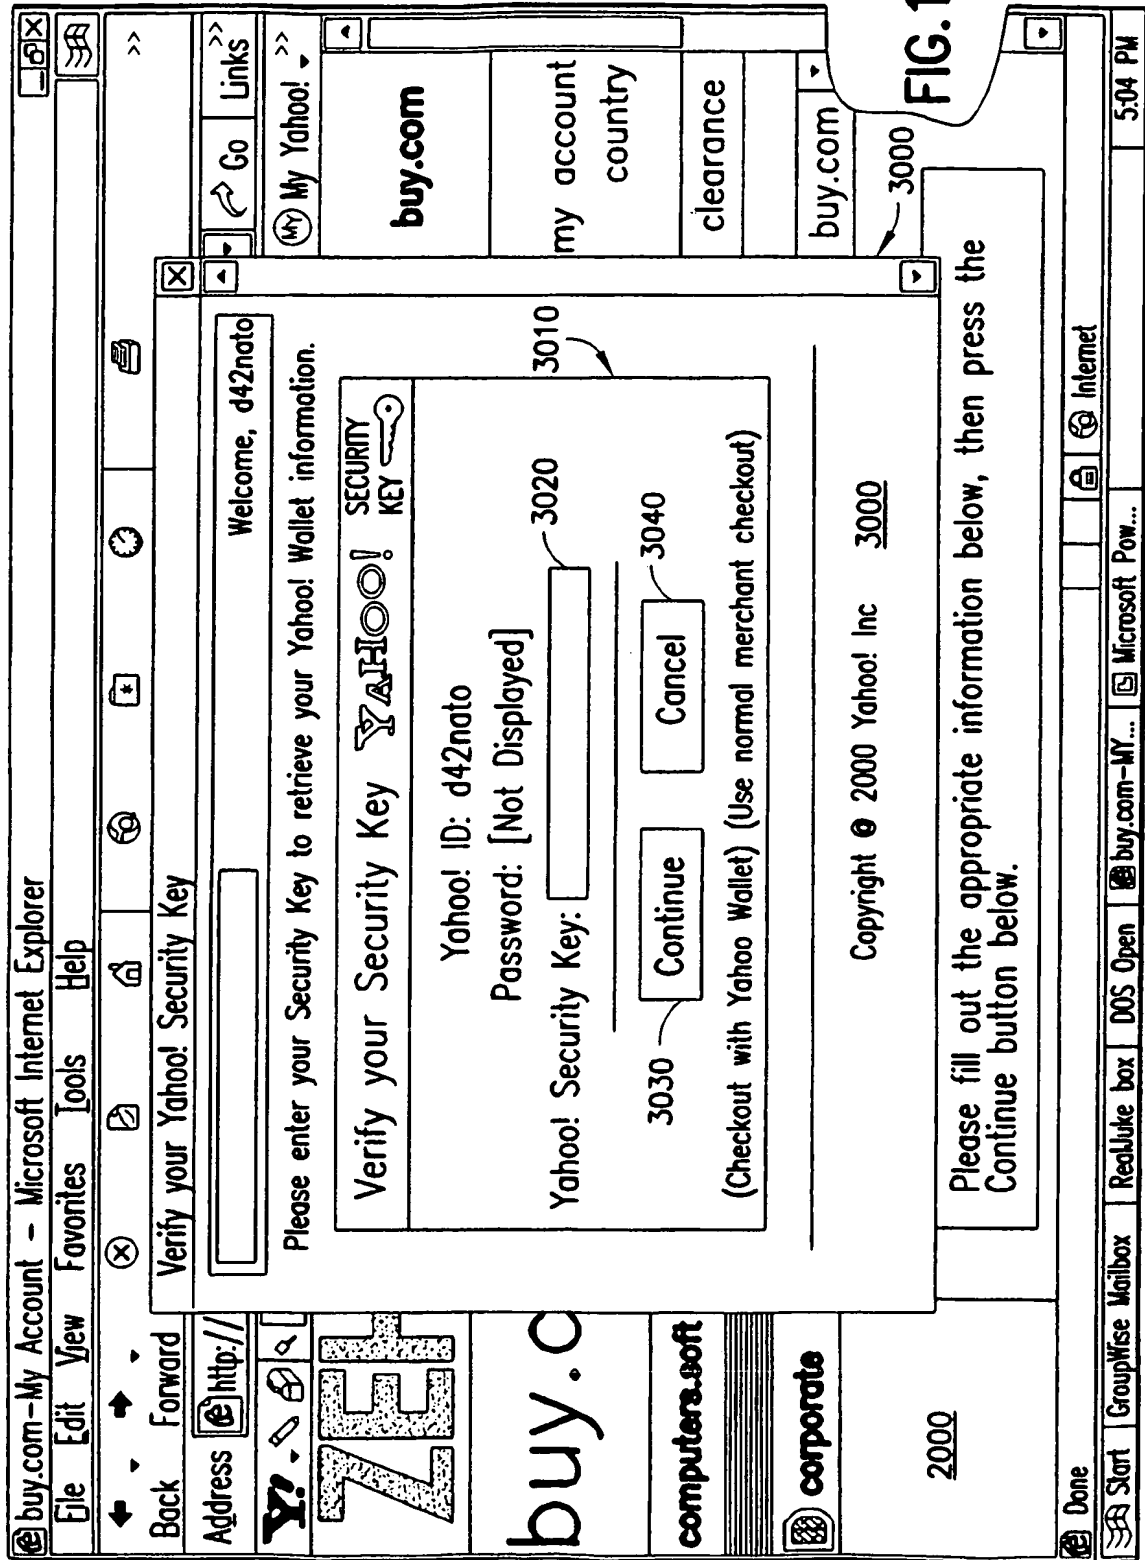 buy.com-My Account - Microsoft Internet Explorer
File Edit View Favorites Tools Help
>>
Back Forward
Address http:// Go Links >>
Y! My Yahoo! >>
Verify your Yahoo! Security Key
Welcome, d42nato
Please enter your Security Key to retrieve your Yahoo! Wallet information.
Verify your Security Key YAHOO! SECURITY KEY
3010
Yahoo! ID: d42nato
Password: [Not Displayed]
Yahoo! Security Key:
3020
3030 Continue Cancel 3040
(Checkout with Yahoo Wallet) (Use normal merchant checkout)
Copyright @ 2000 Yahoo! Inc 3000
buy.com
buy.c
my account
country
computers.soft
clearance
corporate
buy.com
3000
2000
Please fill out the appropriate information below, then press the
Continue button below.
FIG.1
Done Internet
Start GroupWise Mailbox RealJuke box DOS Open buy.com-MY... Microsoft Pow... 5:04 PM